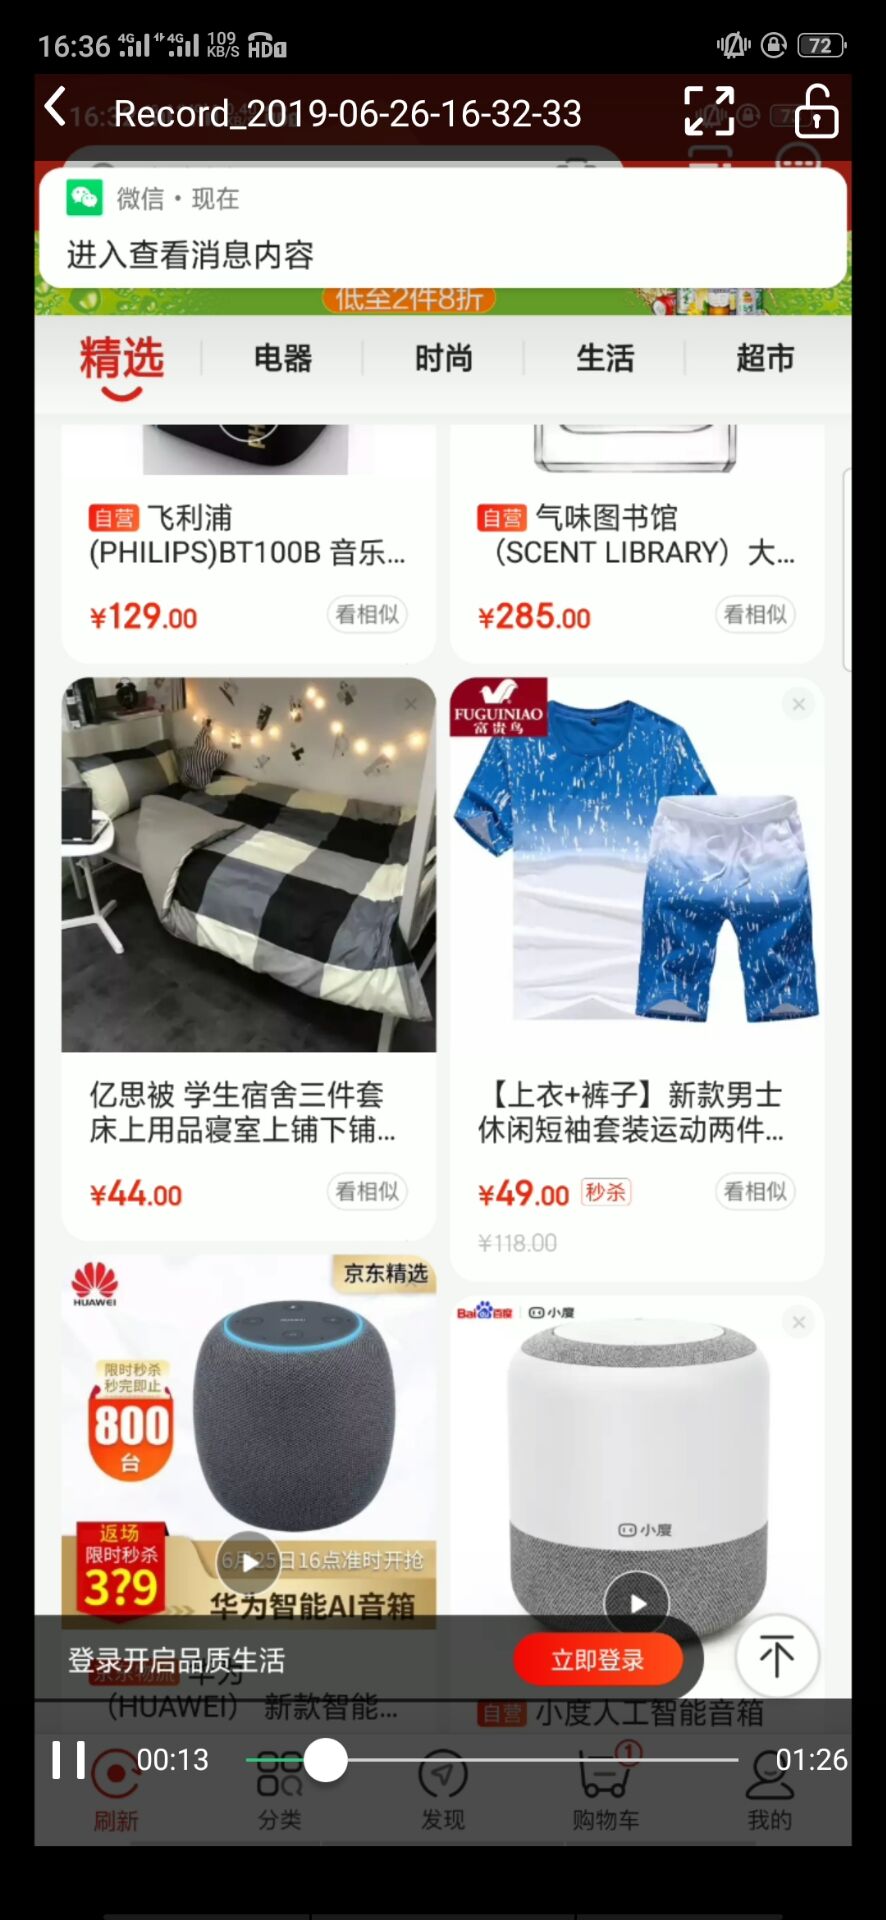 16:36 4G 4G 109 KB/S HD1 72
Record_2019-06-26-16-32-33
微信 · 现在
进入查看消息内容
低至2件8折
精选 电器 时尚 生活 超市
自营 飞利浦
(PHILIPS)BT100B 音乐...
¥129.00 看相似
自营 气味图书馆
（SCENT LIBRARY）大...
¥285.00 看相似
亿思被 学生宿舍三件套
床上用品寝室上铺下铺...
¥44.00 看相似
FUGUINIAO
富贵鸟
【上衣+裤子】新款男士
休闲短袖套装运动两件...
¥49.00 秒杀 看相似
¥118.00
HUAWEI
京东精选
限时秒杀
秒完即止
800
台
返场
限时秒杀
3?9
6月25日16点准时开抢
华为智能AI音箱
Bai百度 小度
小度
登录开启品质生活
立即登录
京东物流 华为
（HUAWEI） 新款智能...
自营 小度人工智能音箱
00:13 01:26
1
刷新 分类 发现 购物车 我的